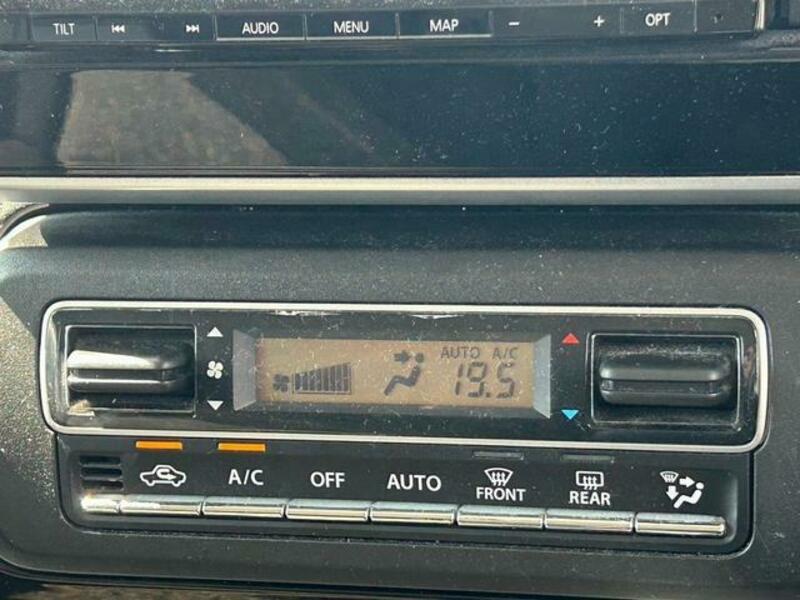 TILT AUDIO MENU MAP − + OPT
AUTO A/C
19.5
A/C OFF AUTO FRONT REAR